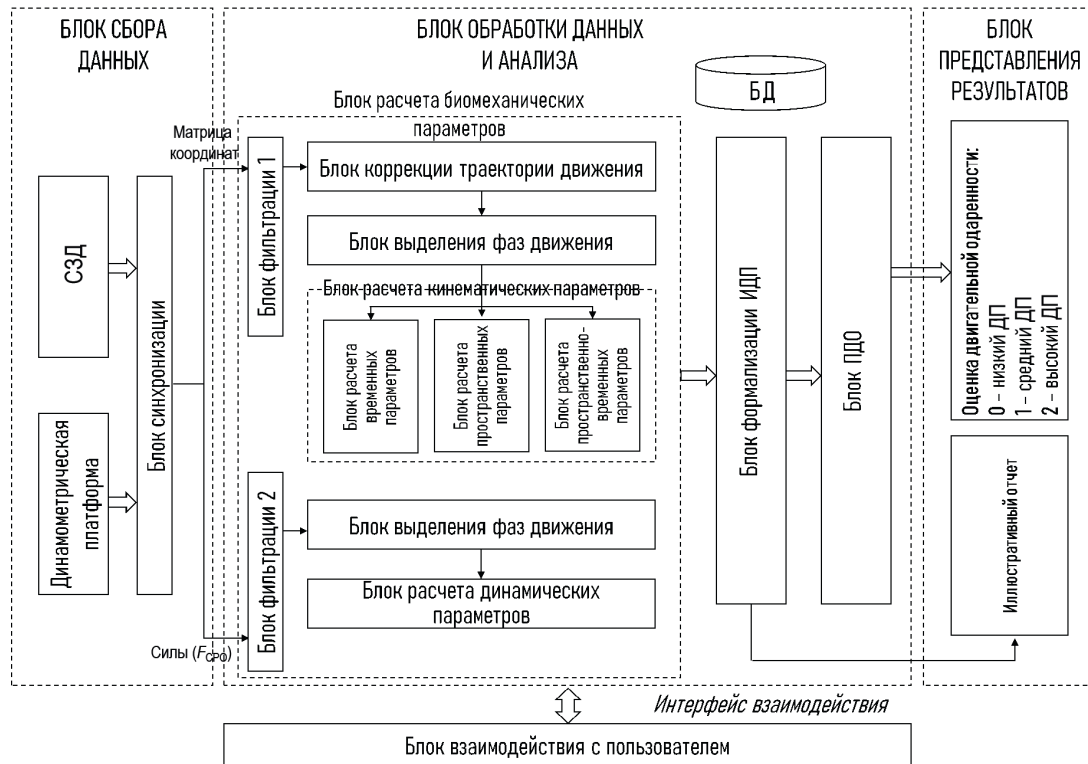 БЛОК СБОРА
ДАННЫХ
СЗД
Динамометрическая
платформа
Блок синхронизации
Матрица
координат
Силы (FСРО)
БЛОК ОБРАБОТКИ ДАННЫХ
И АНАЛИЗА
БД
Блок расчета биомеханических
параметров
Блок фильтрации 1
Блок коррекции траектории движения
Блок выделения фаз движения
Блок расчета кинематических параметров
Блок расчета
временных
параметров
Блок расчета
пространственных
параметров
Блок расчета
пространственно-
временных
параметров
Блок фильтрации 2
Блок выделения фаз движения
Блок расчета динамических
параметров
Блок формализации ИДП
Блок ПДО
БЛОК
ПРЕДСТАВЛЕНИЯ
РЕЗУЛЬТАТОВ
Оценка двигательной одаренности:
0 – низкий ДП
1 – средний ДП
2 – высокий ДП
Иллюстративный отчет
Интерфейс взаимодействия
Блок взаимодействия с пользователем